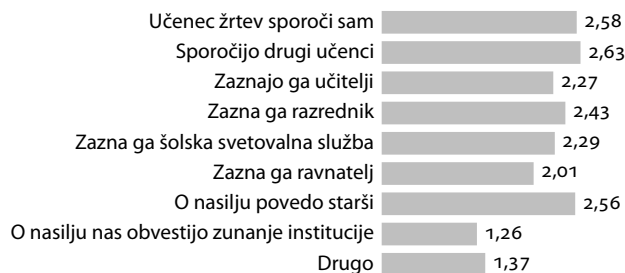 Učenec žrtev sporoči sam 2,58
Sporočijo drugi učenci 2,63
Zaznajo ga učitelji 2,27
Zazna ga razrednik 2,43
Zazna ga šolska svetovalna služba 2,29
Zazna ga ravnatelj 2,01
O nasilju povedo starši 2,56
O nasilju nas obvestijo zunanje institucije 1,26
Drugo 1,37